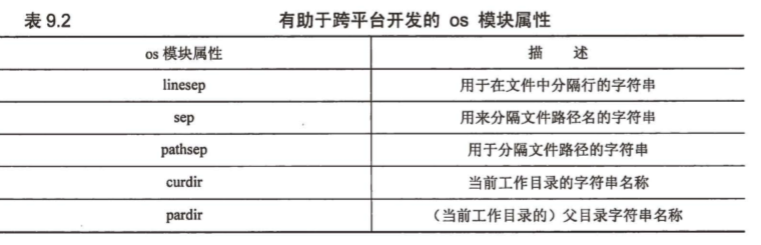 表 9.2 有助于跨平台开发的 os 模块属性
os 模块属性 描 述
linesep 用于在文件中分隔行的字符串
sep 用来分隔文件路径名的字符串
pathsep 用于分隔文件路径的字符串
curdir 当前工作目录的字符串名称
pardir （当前工作目录的）父目录字符串名称